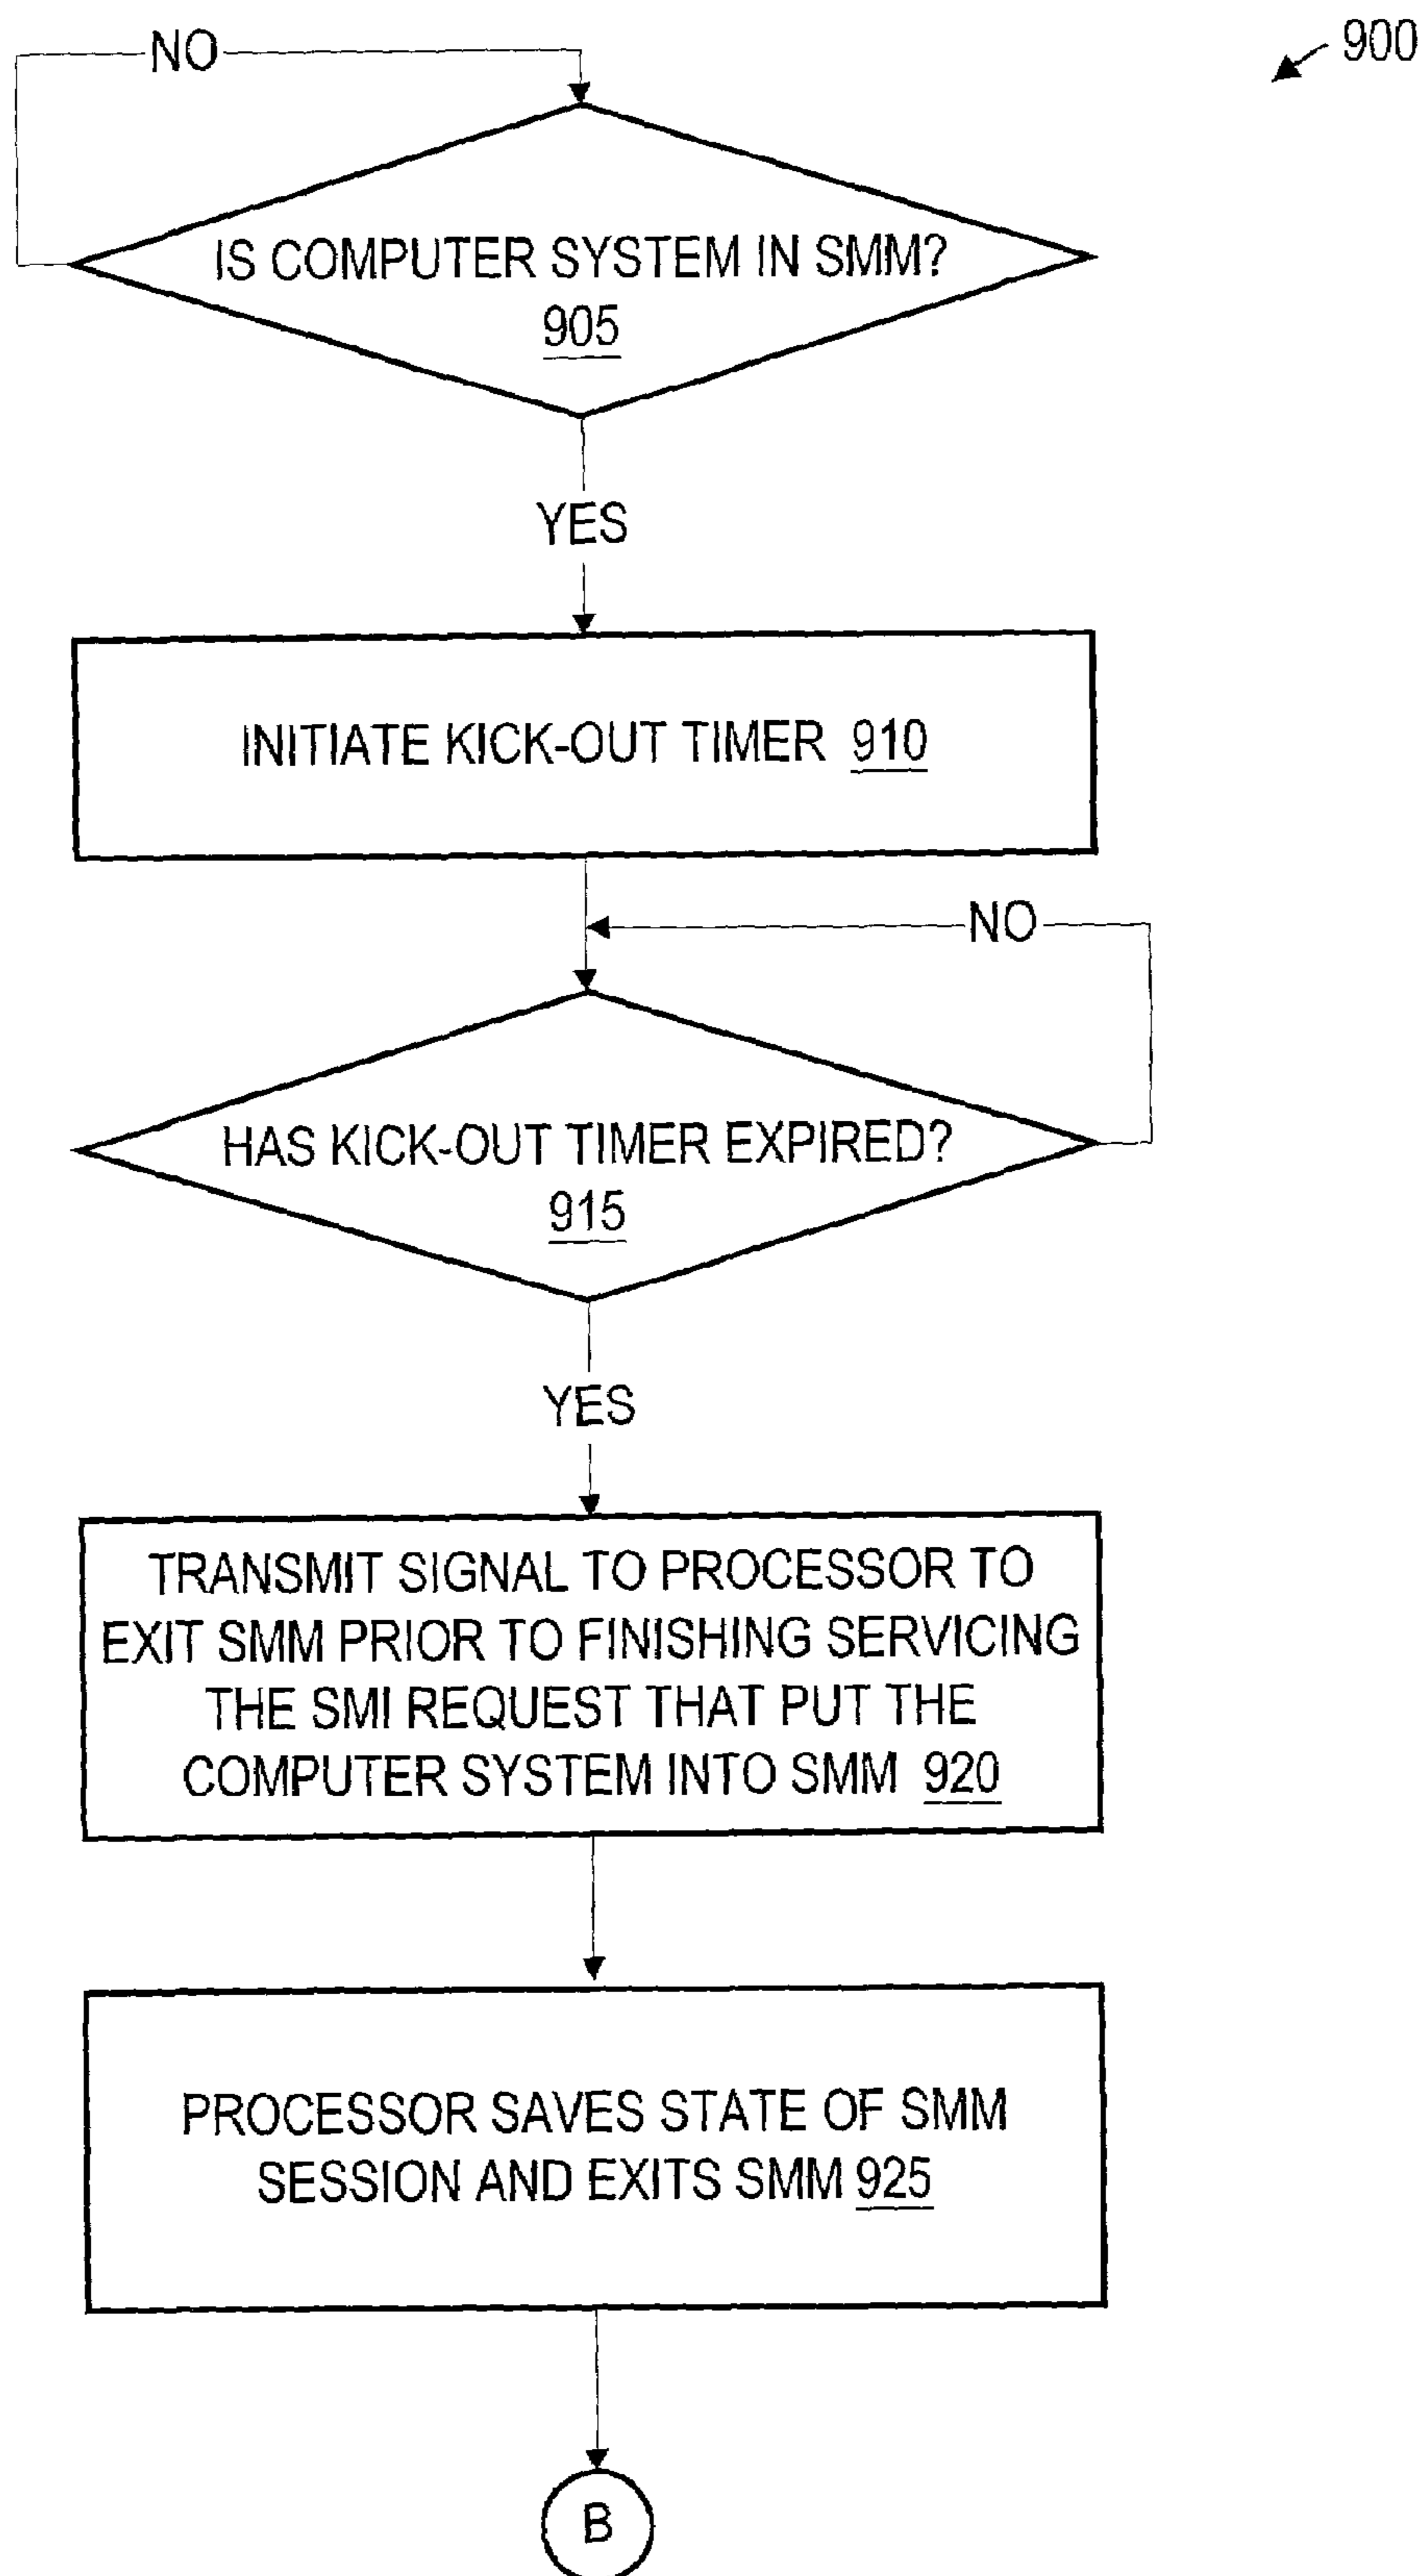 900
NO
IS COMPUTER SYSTEM IN SMM?
905
YES
INITIATE KICK-OUT TIMER 910
NO
HAS KICK-OUT TIMER EXPIRED?
915
YES
TRANSMIT SIGNAL TO PROCESSOR TO
EXIT SMM PRIOR TO FINISHING SERVICING
THE SMI REQUEST THAT PUT THE
COMPUTER SYSTEM INTO SMM 920
PROCESSOR SAVES STATE OF SMM
SESSION AND EXITS SMM 925
B